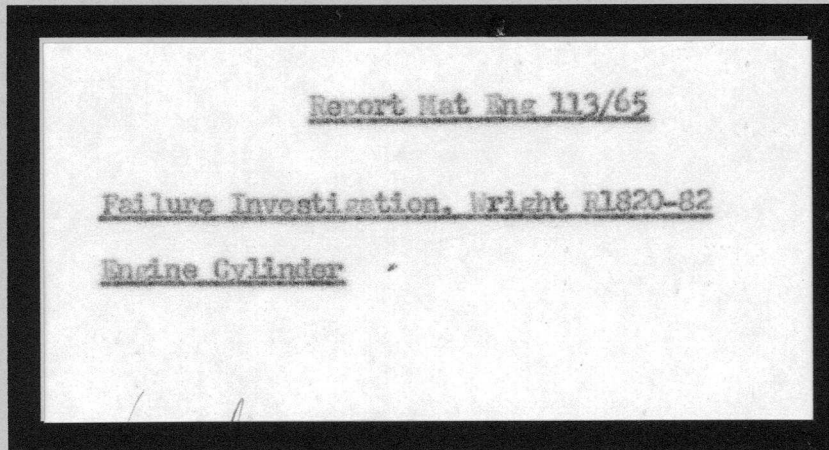 Report Mat Eng 113/65
Failure Investigation. Wright R1820-82
Engine Cylinder